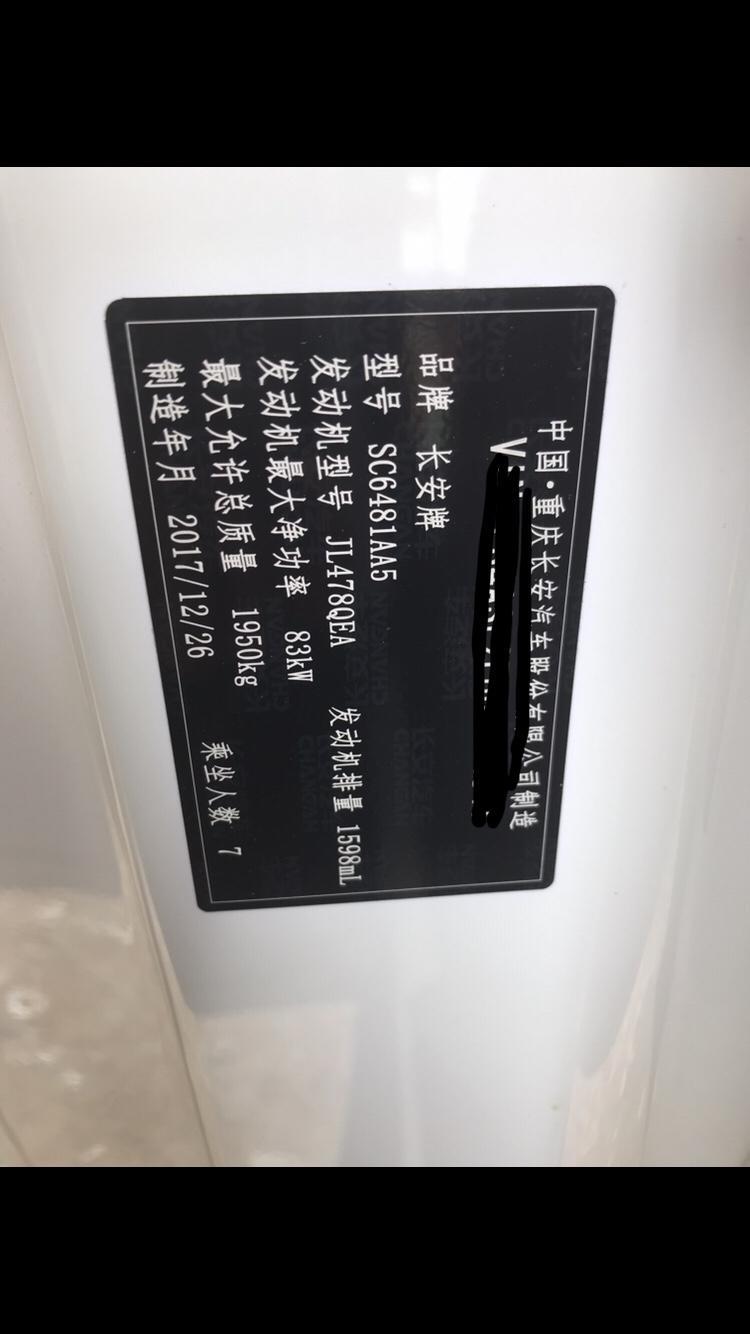 中国·重庆长安汽车股份有限公司制造
品牌 长安牌
型号 SC6481AA5
发动机型号 JL478QEA 发动机排量 1598mL
发动机最大净功率 83kW
最大允许总质量 1950kg
制造年月 2017/12/26 乘坐人数 7